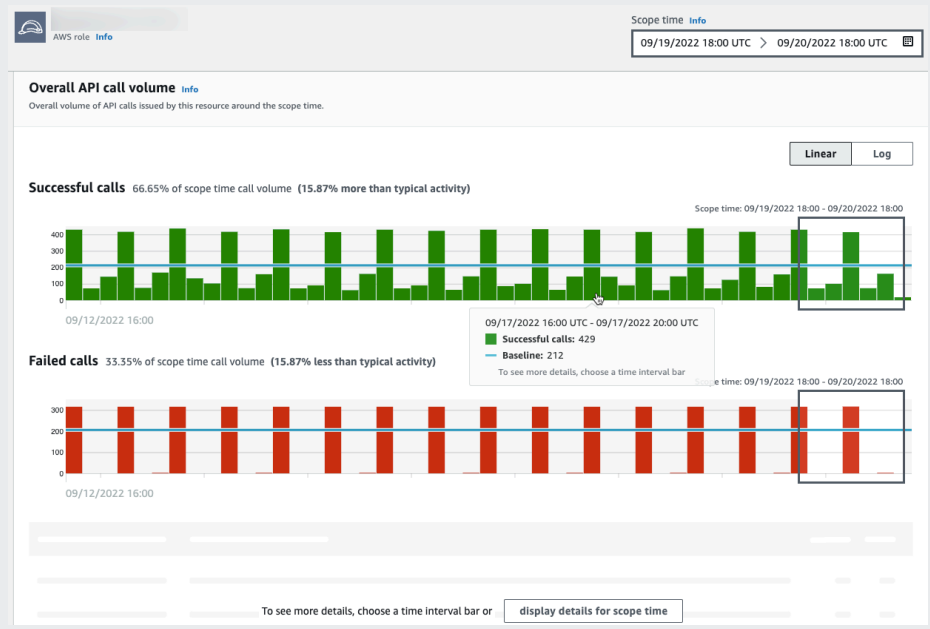 Scope time Info
AWS role Info
09/19/2022 18:00 UTC > 09/20/2022 18:00 UTC
Overall API call volume Info
Overall volume of API calls issued by this resource around the scope time.
Linear Log
Successful calls 66.65% of scope time call volume (15.87% more than typical activity)
Scope time: 09/19/2022 18:00 - 09/20/2022 18:00
400
300
200
100
0
09/12/2022 16:00
09/17/2022 16:00 UTC - 09/17/2022 20:00 UTC
Successful calls: 429
Baseline: 212
To see more details, choose a time interval bar
Failed calls 33.35% of scope time call volume (15.87% less than typical activity)
e time: 09/19/2022 18:00 - 09/20/2022 18:00
300
200
100
0
09/12/2022 16:00
To see more details, choose a time interval bar or display details for scope time